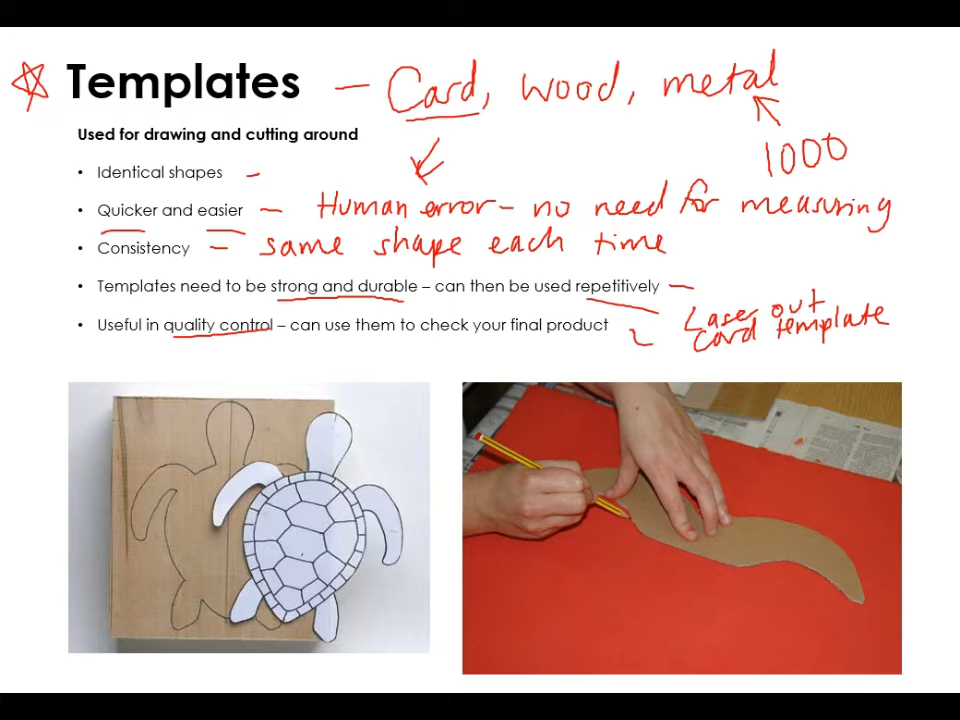 Templates – Card, wood, metal
1000
Used for drawing and cutting around
• Identical shapes –
• Quicker and easier – Human error – no need for measuring
• Consistency – same shape each time
• Templates need to be strong and durable – can then be used repetitively –
• Useful in quality control – can use them to check your final product
Laser out
card template